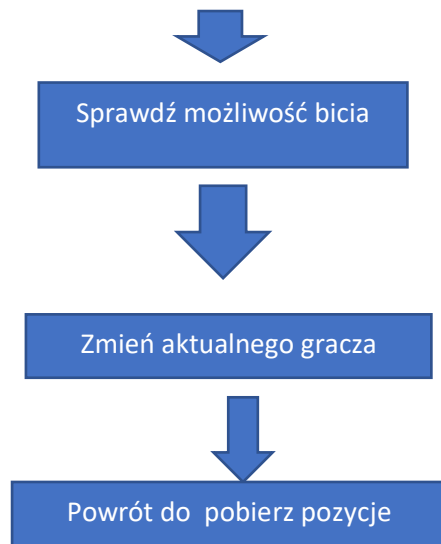 Sprawdź możliwość bicia
Zmień aktualnego gracza
Powrót do  pobierz pozycje